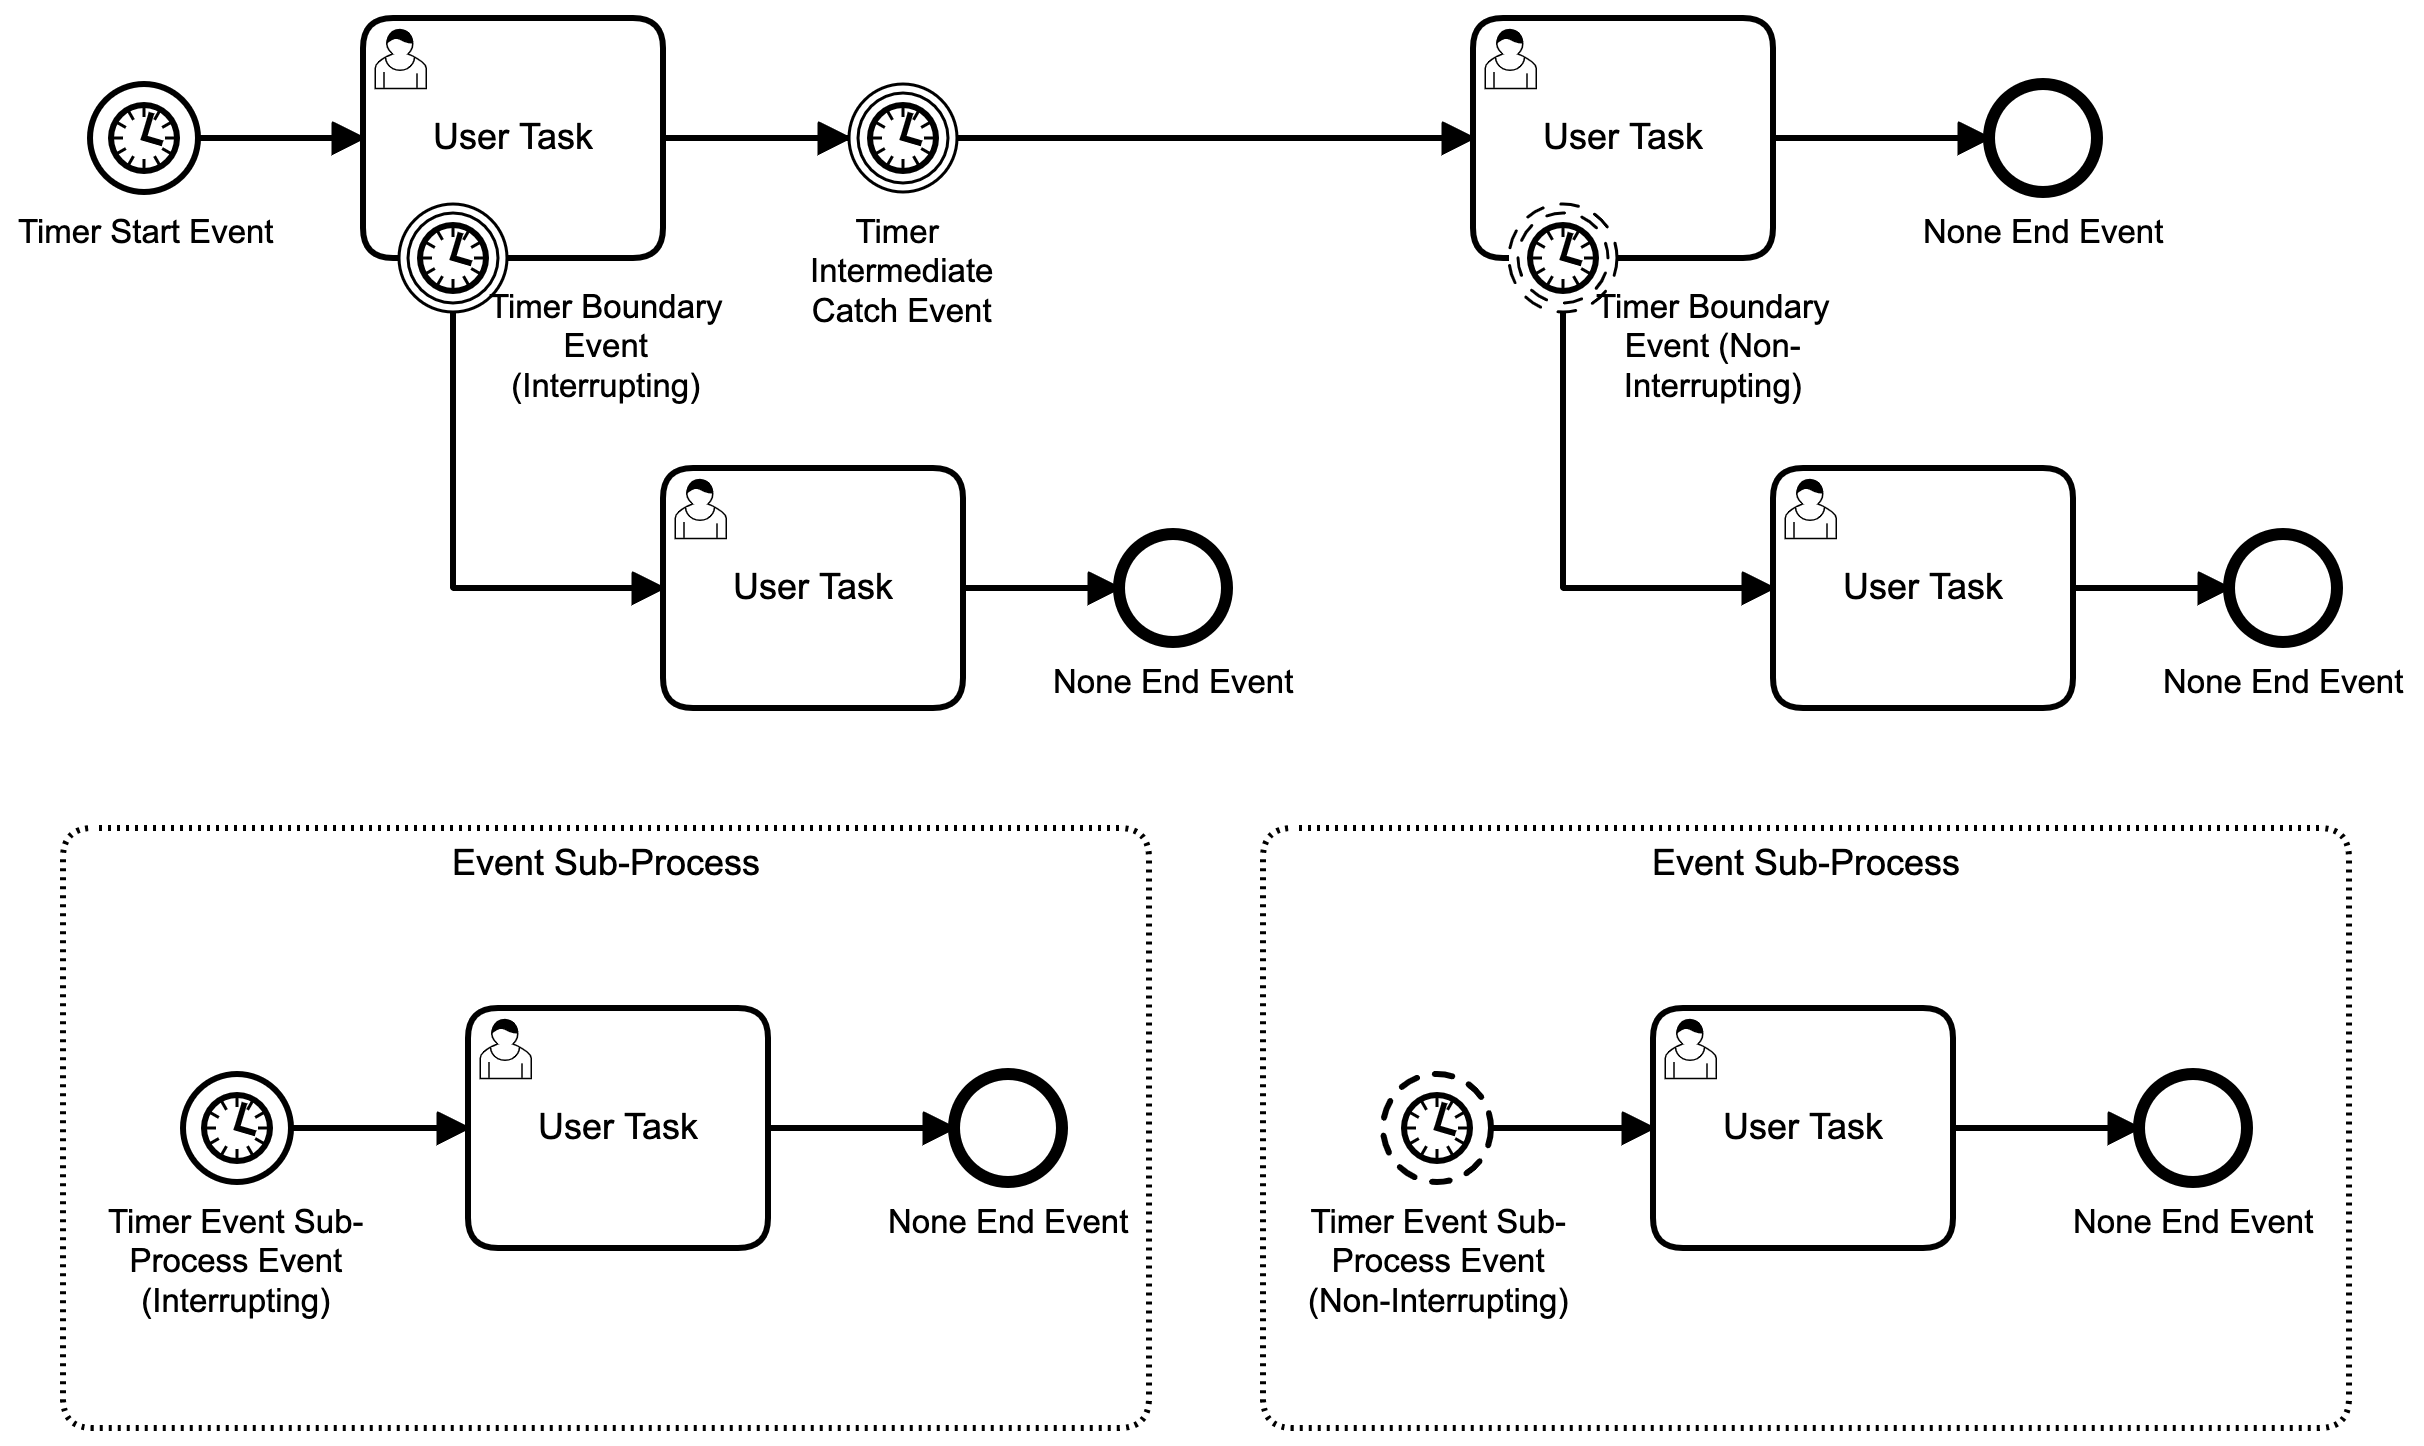 User Task
User Task
Timer Start Event
Timer
Intermediate
Catch Event
None End Event
Timer Boundary
Event
(Interrupting)
Timer Boundary
Event (Non-
Interrupting)
User Task
None End Event
User Task
None End Event
Event Sub-Process
User Task
Timer Event Sub-
Process Event
(Interrupting)
None End Event
Event Sub-Process
User Task
Timer Event Sub-
Process Event
(Non-Interrupting)
None End Event